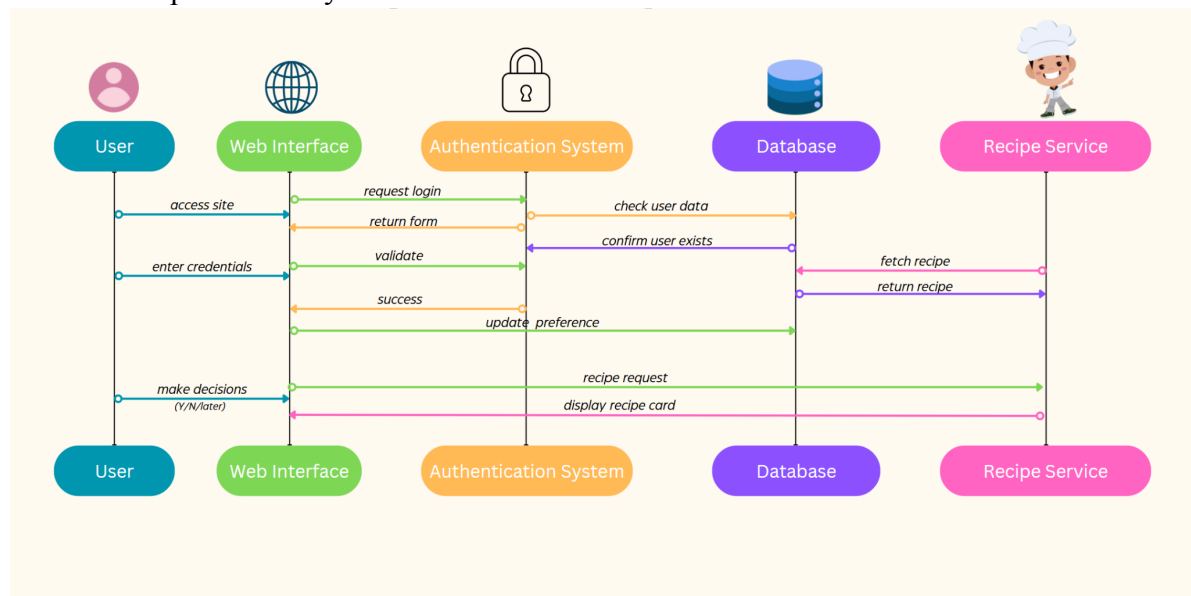 User
Web Interface
Authentication System
Database
Recipe Service
request login
access site
check user data
return form
confirm user exists
validate
enter credentials
fetch recipe
return recipe
success
update preference
recipe request
make decisions
(Y/N/later)
display recipe card
User
Web Interface
Authentication System
Database
Recipe Service